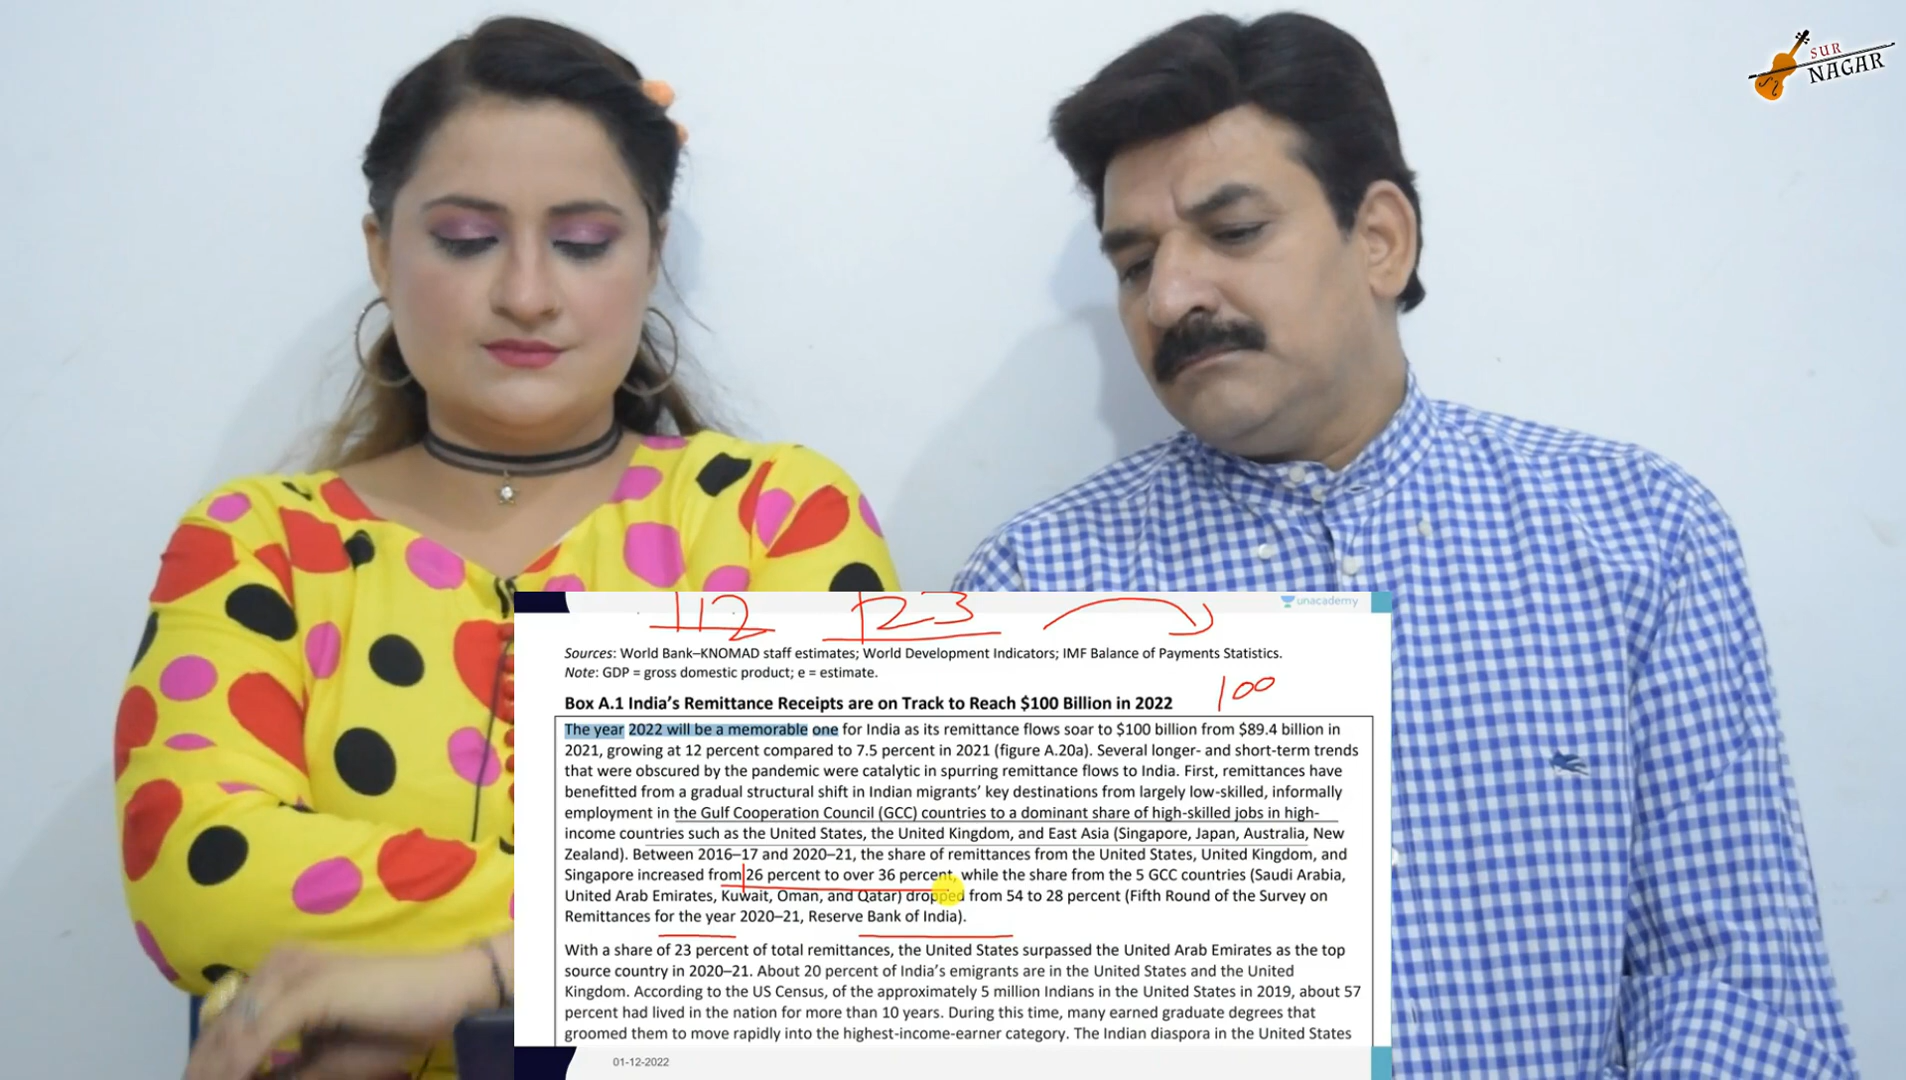 SUR
NAGAR
112 123
unacademy
Sources: World Bank–KNOMAD staff estimates; World Development Indicators; IMF Balance of Payments Statistics.
Note: GDP = gross domestic product; e = estimate.
100
Box A.1 India's Remittance Receipts are on Track to Reach $100 Billion in 2022
The year 2022 will be a memorable one for India as its remittance flows soar to $100 billion from $89.4 billion in
2021, growing at 12 percent compared to 7.5 percent in 2021 (figure A.20a). Several longer- and short-term trends
that were obscured by the pandemic were catalytic in spurring remittance flows to India. First, remittances have
benefitted from a gradual structural shift in Indian migrants' key destinations from largely low-skilled, informally
employment in the Gulf Cooperation Council (GCC) countries to a dominant share of high-skilled jobs in high-
income countries such as the United States, the United Kingdom, and East Asia (Singapore, Japan, Australia, New
Zealand). Between 2016–17 and 2020–21, the share of remittances from the United States, United Kingdom, and
Singapore increased from 26 percent to over 36 percent, while the share from the 5 GCC countries (Saudi Arabia,
United Arab Emirates, Kuwait, Oman, and Qatar) dropped from 54 to 28 percent (Fifth Round of the Survey on
Remittances for the year 2020–21, Reserve Bank of India).
With a share of 23 percent of total remittances, the United States surpassed the United Arab Emirates as the top
source country in 2020–21. About 20 percent of India's emigrants are in the United States and the United
Kingdom. According to the US Census, of the approximately 5 million Indians in the United States in 2019, about 57
percent had lived in the nation for more than 10 years. During this time, many earned graduate degrees that
groomed them to move rapidly into the highest-income-earner category. The Indian diaspora in the United States
01-12-2022